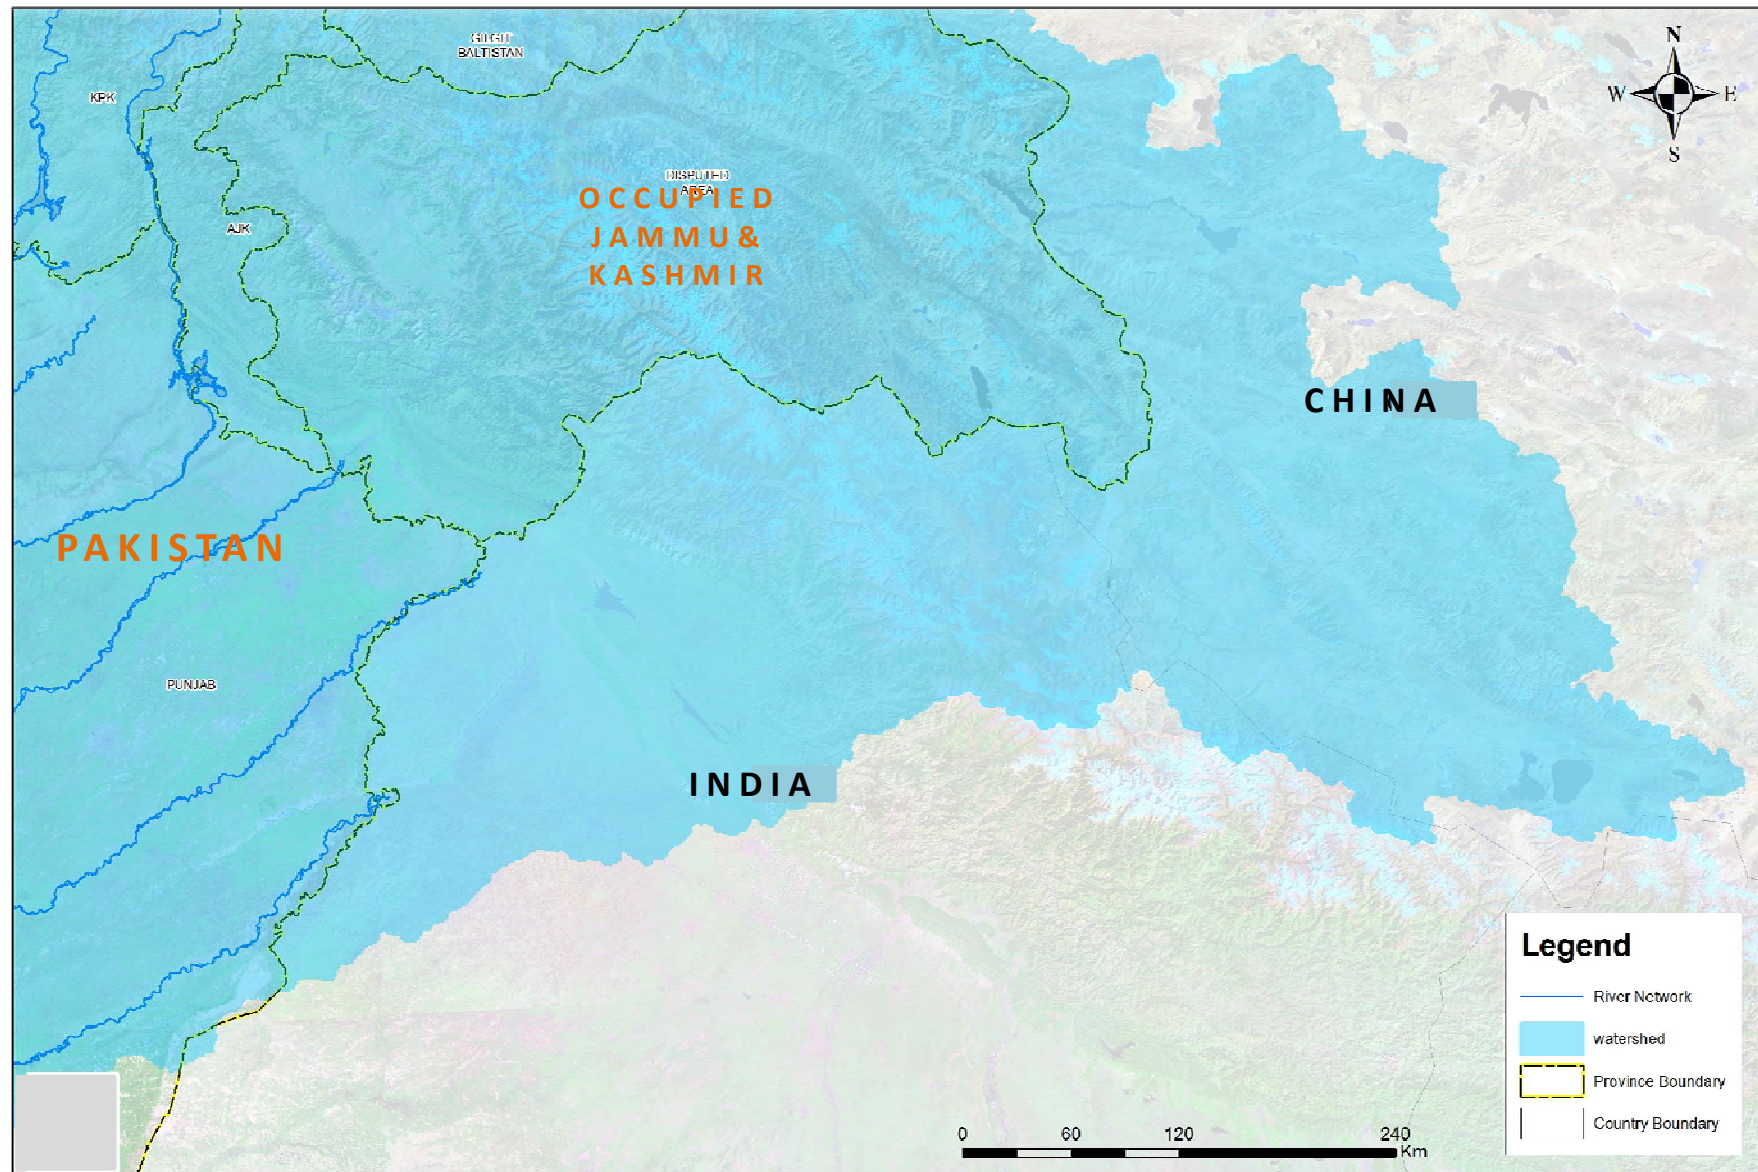 GILGIT
BALTISTAN
KPK
N
W E
S
DISPUTED
AREA
OCCUPIED
JAMMU&
KASHMIR
AJK
CHINA
PAKISTAN
PUNJAB
INDIA
Legend
River Network
watershed
Province Boundary
Country Boundary
0 60 120 240
Km